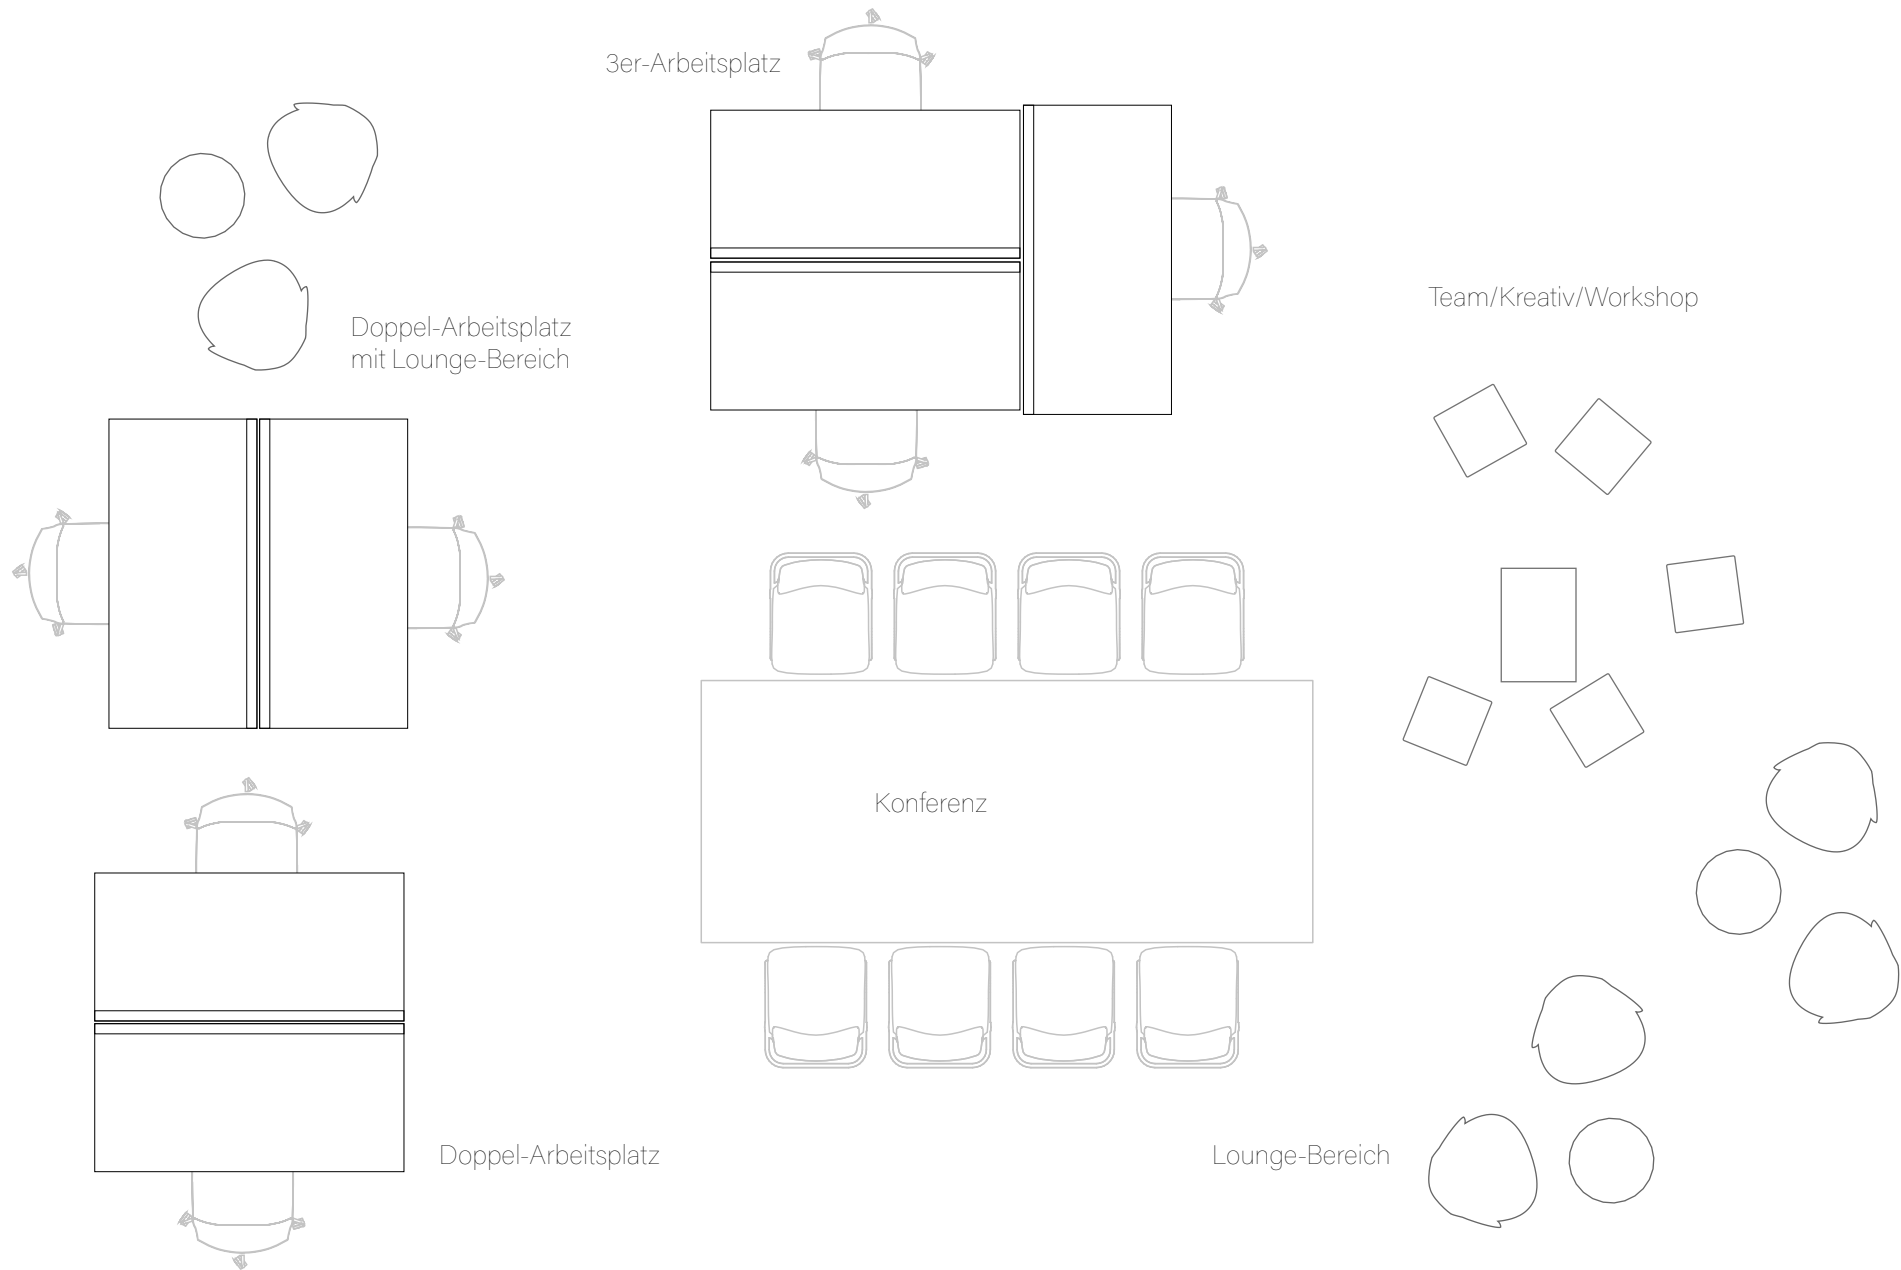 3er-Arbeitsplatz
Team/Kreativ/Workshop
Doppel-Arbeitsplatz
mit Lounge-Bereich
Konferenz
Doppel-Arbeitsplatz
Lounge-Bereich